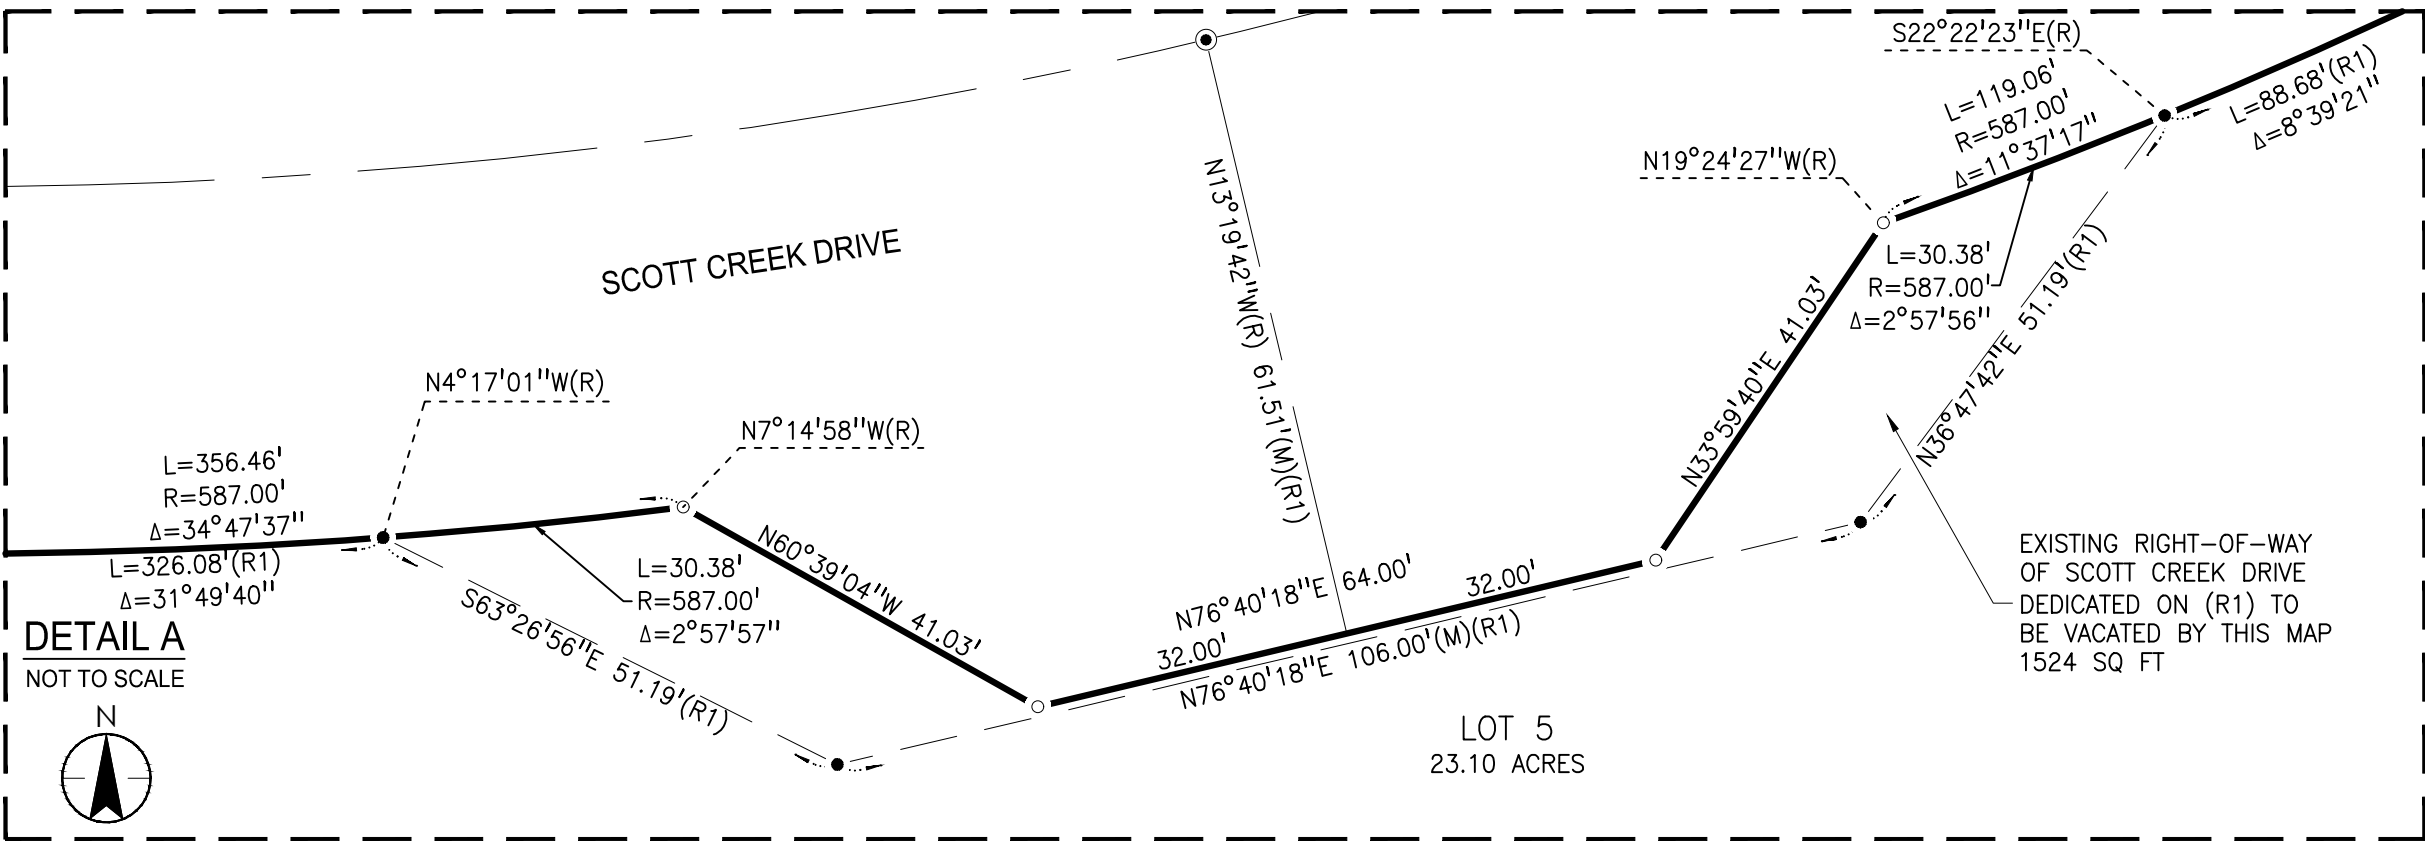 S22°22'23"E(R)
L=119.06'
R=587.00'
Δ=11°37'17"
L=88.68'(R1)
Δ=8°39'21"
N19°24'27"W(R)
N13°19'42"W(R) 61.51'(M)(R1)
SCOTT CREEK DRIVE
L=30.38'
R=587.00'
Δ=2°57'56"
N33°59'40"E 41.03'
N36°47'42"E 51.19'(R1)
N4°17'01"W(R)
N7°14'58"W(R)
L=356.46'
R=587.00'
Δ=34°47'37"
L=326.08'(R1)
Δ=31°49'40"
N60°39'04"W 41.03'
L=30.38'
R=587.00'
Δ=2°57'57"
S63°26'56"E 51.19'(R1)
N76°40'18"E 64.00'
32.00'
32.00'
N76°40'18"E 106.00'(M)(R1)
EXISTING RIGHT-OF-WAY
OF SCOTT CREEK DRIVE
DEDICATED ON (R1) TO
BE VACATED BY THIS MAP
1524 SQ FT
DETAIL A
NOT TO SCALE
N
LOT 5
23.10 ACRES